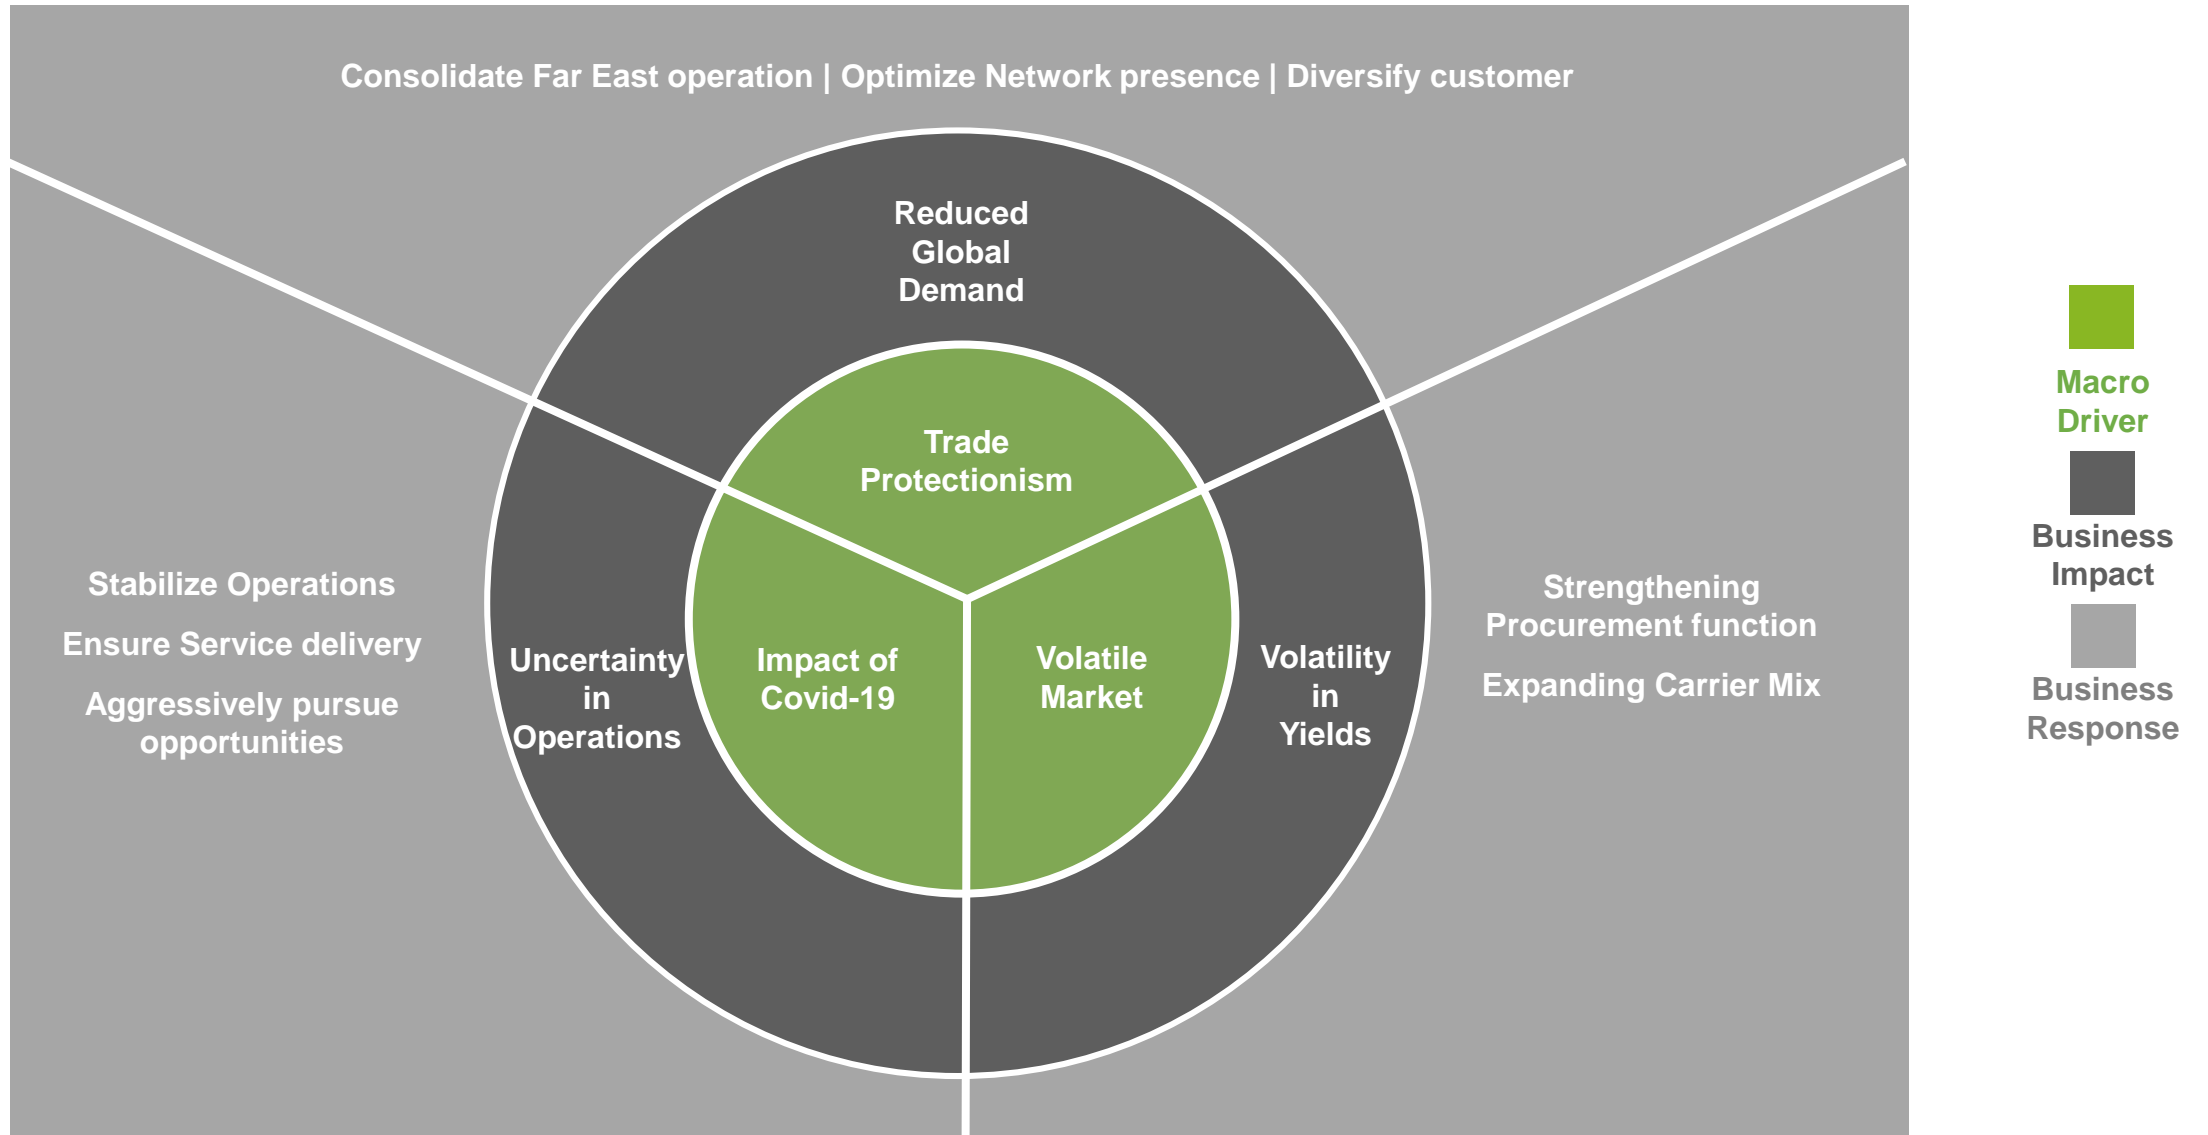 Consolidate Far East operation | Optimize Network presence | Diversify customer
Reduced
Global
Demand
Trade
Protectionism
Stabilize Operations
Ensure Service delivery
Aggressively pursue
opportunities
Uncertainty
in
Operations
Impact of
Covid-19
Volatile
Market
Volatility
in
Yields
Strengthening
Procurement function
Expanding Carrier Mix
Macro
Driver
Business
Impact
Business
Response